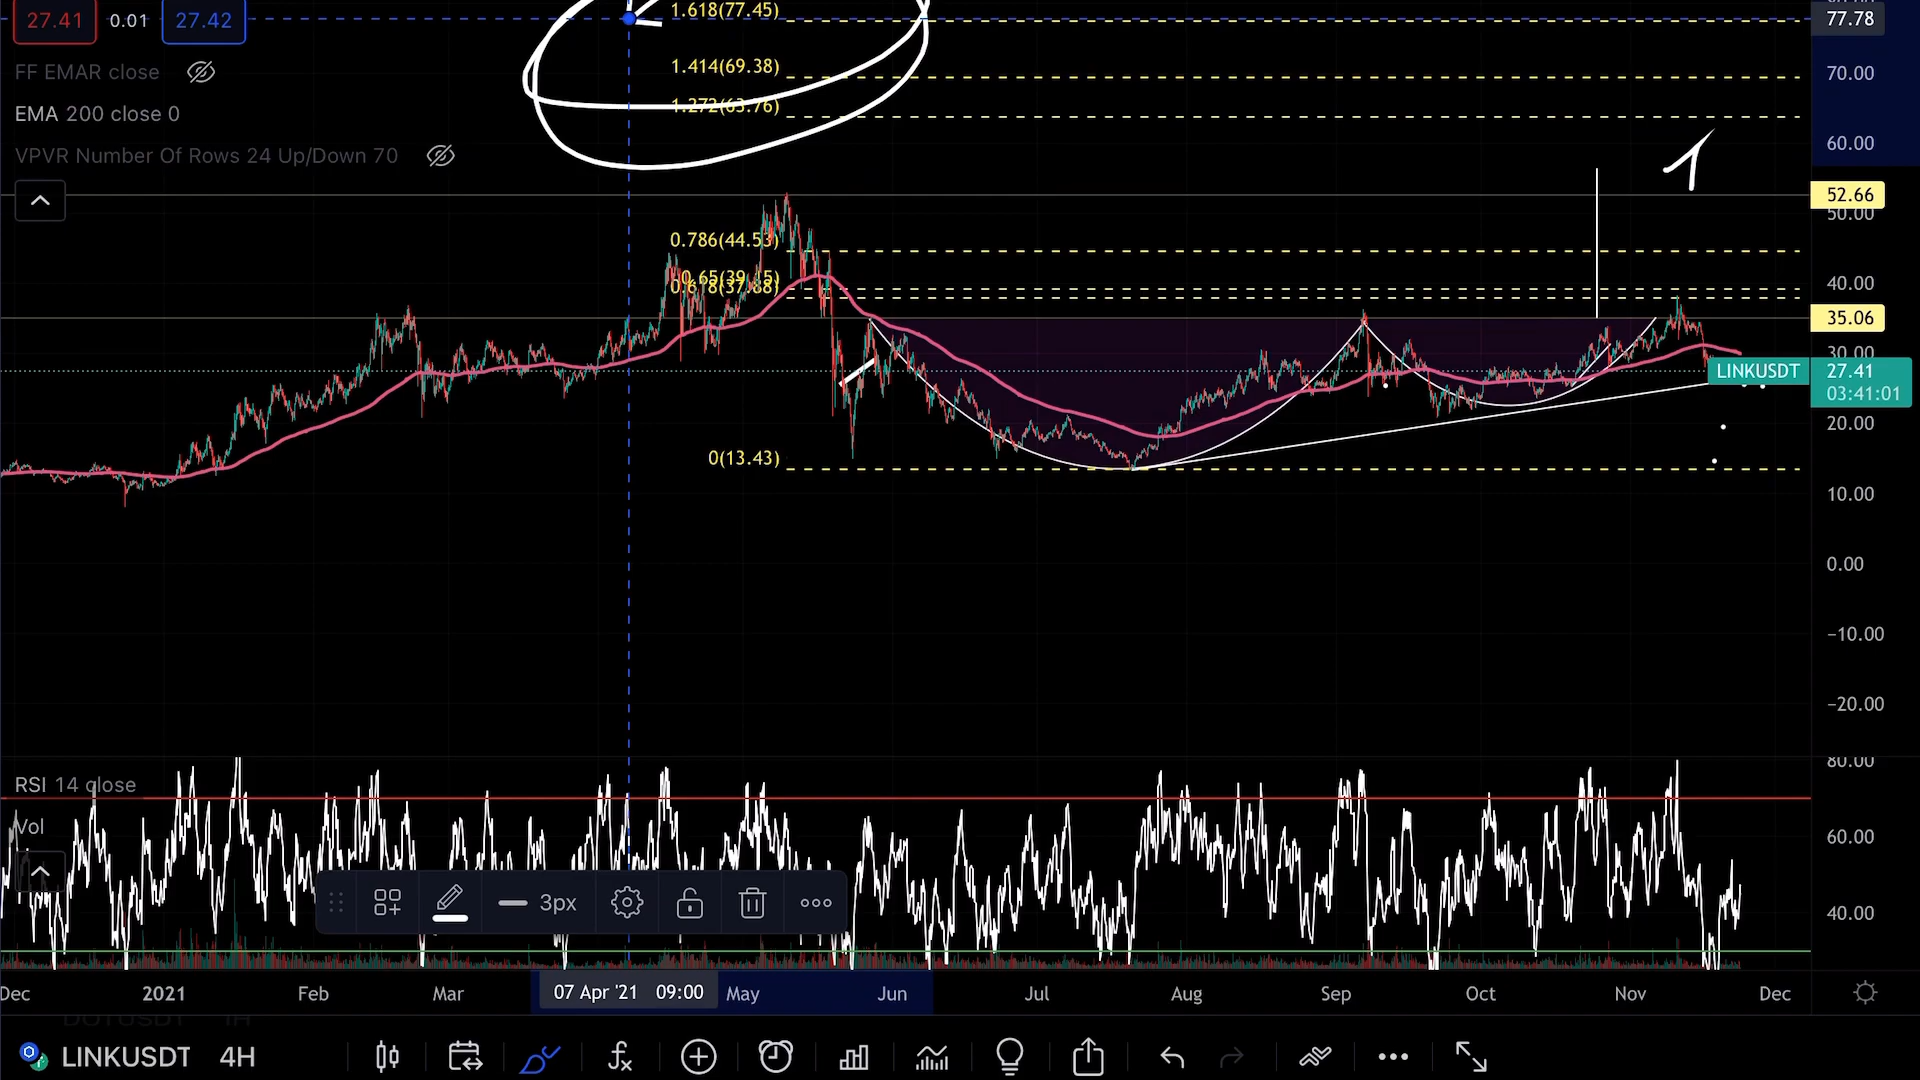 27.41 0.01 27.42
1.618(77.45)
77.78
FF EMAR close
1.414(69.38)
70.00
1.272(63.76)
EMA 200 close 0
60.00
VPVR Number Of Rows 24 Up/Down 70
52.66
50.00
0.786(44.53)
0.65(39.15)
0.618(37.88)
40.00
35.06
30.00
LINKUSDT 27.41
03:41:01
20.00
0(13.43)
10.00
0.00
−10.00
−20.00
80.00
RSI 14 close
Vol
60.00
3px
40.00
Dec 2021 Feb Mar 07 Apr '21 09:00 May Jun Jul Aug Sep Oct Nov Dec
DOTUSDT 1H
LINKUSDT 4H